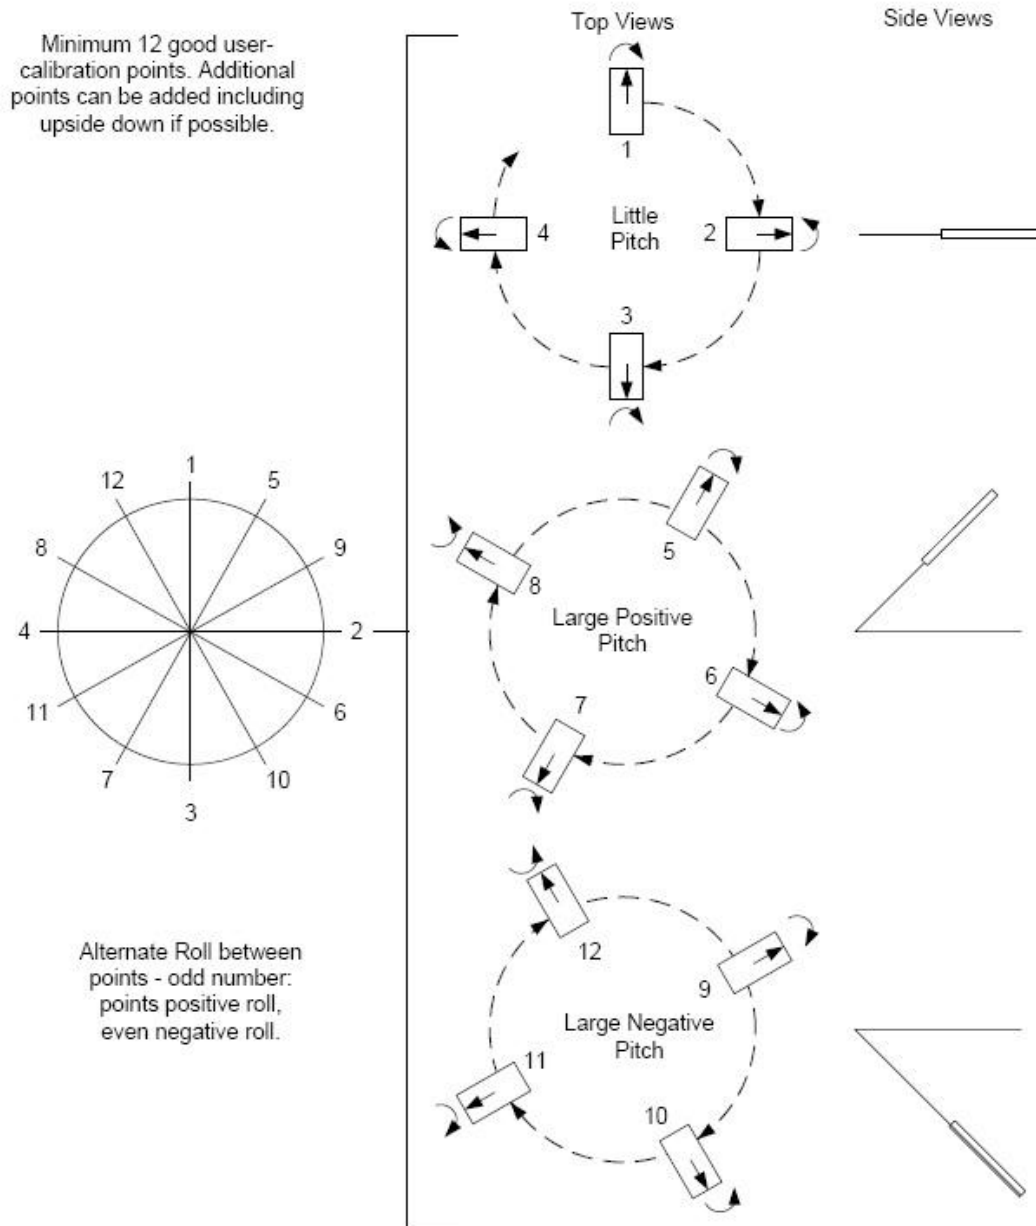 Top Views
Side Views
Minimum 12 good user-
calibration points. Additional
points can be added including
upside down if possible.
1
Little
Pitch
4
2
3
1
12
5
8
9
4
2
11
6
7
10
3
5
8
Large Positive
Pitch
6
7
Alternate Roll between
points - odd number:
points positive roll,
even negative roll.
12
9
Large Negative
Pitch
11
10